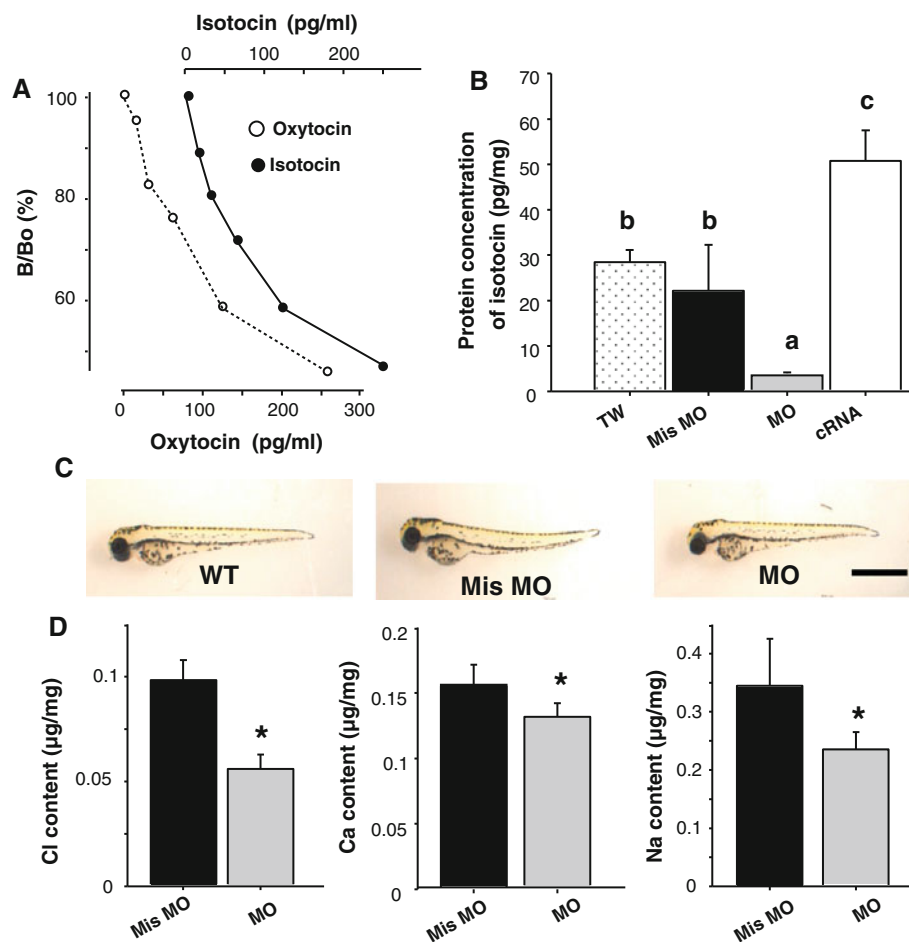 Isotocin (pg/ml)
0 100 200
A
100
80
60
B/Bo (%)
Oxytocin
Isotocin
0 100 200 300
Oxytocin (pg/ml)
B
70
60
50
40
30
20
10
0
Protein concentration
of isotocin (pg/mg)
b b a c
TW Mis MO MO cRNA
C
WT
Mis MO
MO
D
0.1
0.05
0
Cl content (µg/mg)
*
Mis MO MO
0.2
0.15
0.1
0.05
0
Ca content (µg/mg)
*
Mis MO MO
0.4
0.3
0.2
0.1
0
Na content (µg/mg)
*
Mis MO MO